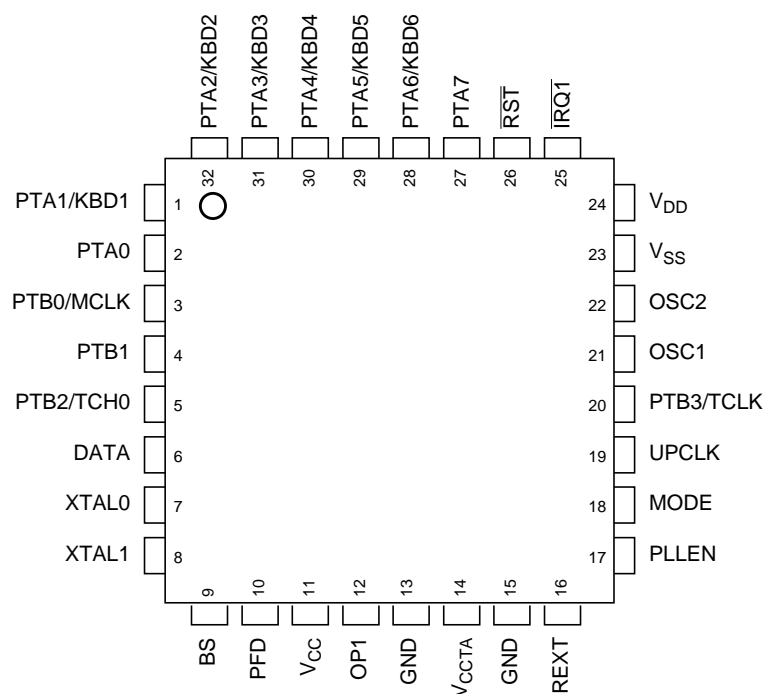 PTA2/KBD2
PTA3/KBD3
PTA4/KBD4
PTA5/KBD5
PTA6/KBD6
PTA7
RST
IRQ1
32
31
30
29
28
27
26
25
PTA1/KBD1 1
24 VDD
PTA0 2
23 VSS
PTB0/MCLK 3
22 OSC2
PTB1 4
21 OSC1
PTB2/TCH0 5
20 PTB3/TCLK
DATA 6
19 UPCLK
XTAL0 7
18 MODE
XTAL1 8
17 PLLEN
9
10
11
12
13
14
15
16
BS
PFD
VCC
OP1
GND
VCCTA
GND
REXT